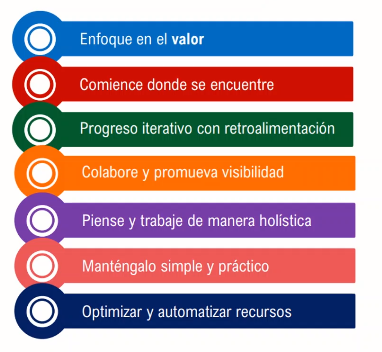 Enfoque en el valor
Comience donde se encuentre
Progreso iterativo con retroalimentación
Colabore y promueva visibilidad
Piense y trabaje de manera holística
Manténgalo simple y práctico
Optimizar y automatizar recursos